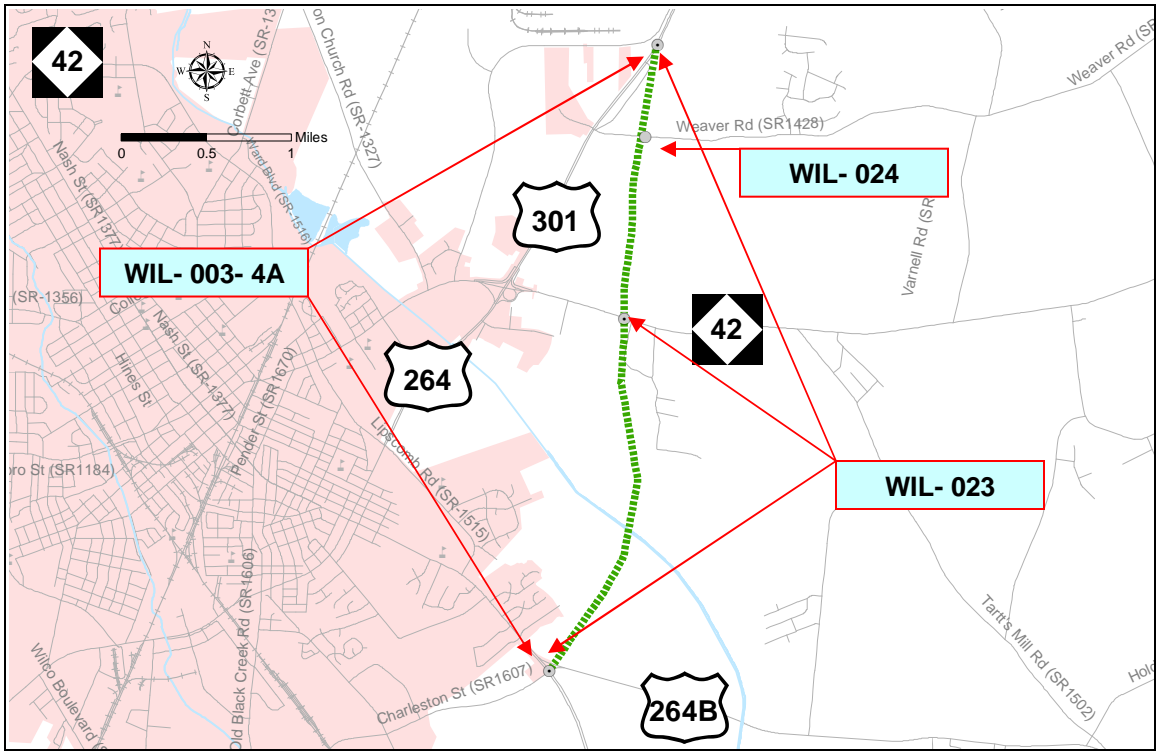 42
N
W E
S
Miles
0 0.5 1
Corbett Ave (SR-13
on Church Rd (SR-1327)
Weaver Rd (SR
Weaver Rd (SR1428)
Nash St (SR1377)
Ward Blvd (SR-1516)
WIL- 024
301
Varnell Rd (SR
WIL- 003- 4A
(SR-1356)
Nash St (SR-1377)
42
Hines St
Pender St (SR1670)
264
Lipscomb Rd (SR-1515)
oro St (SR1184)
WIL- 023
Old Black Creek Rd (SR1606)
Tartt's Mill Rd (SR1502)
Wilco Boulevard (S
Charleston St (SR1607)
264B
Hold